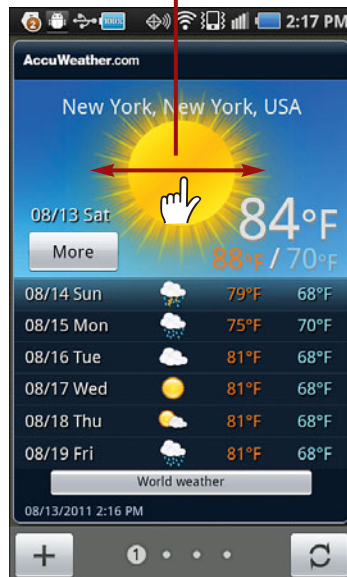 2:17 PM
AccuWeather.com
New York, New York, USA
08/13 Sat
84°F
More
88°F / 70°F
08/14 Sun 79°F 68°F
08/15 Mon 75°F 70°F
08/16 Tue 81°F 68°F
08/17 Wed 81°F 68°F
08/18 Thu 81°F 68°F
08/19 Fri 81°F 68°F
World weather
08/13/2011 2:16 PM
+ 1